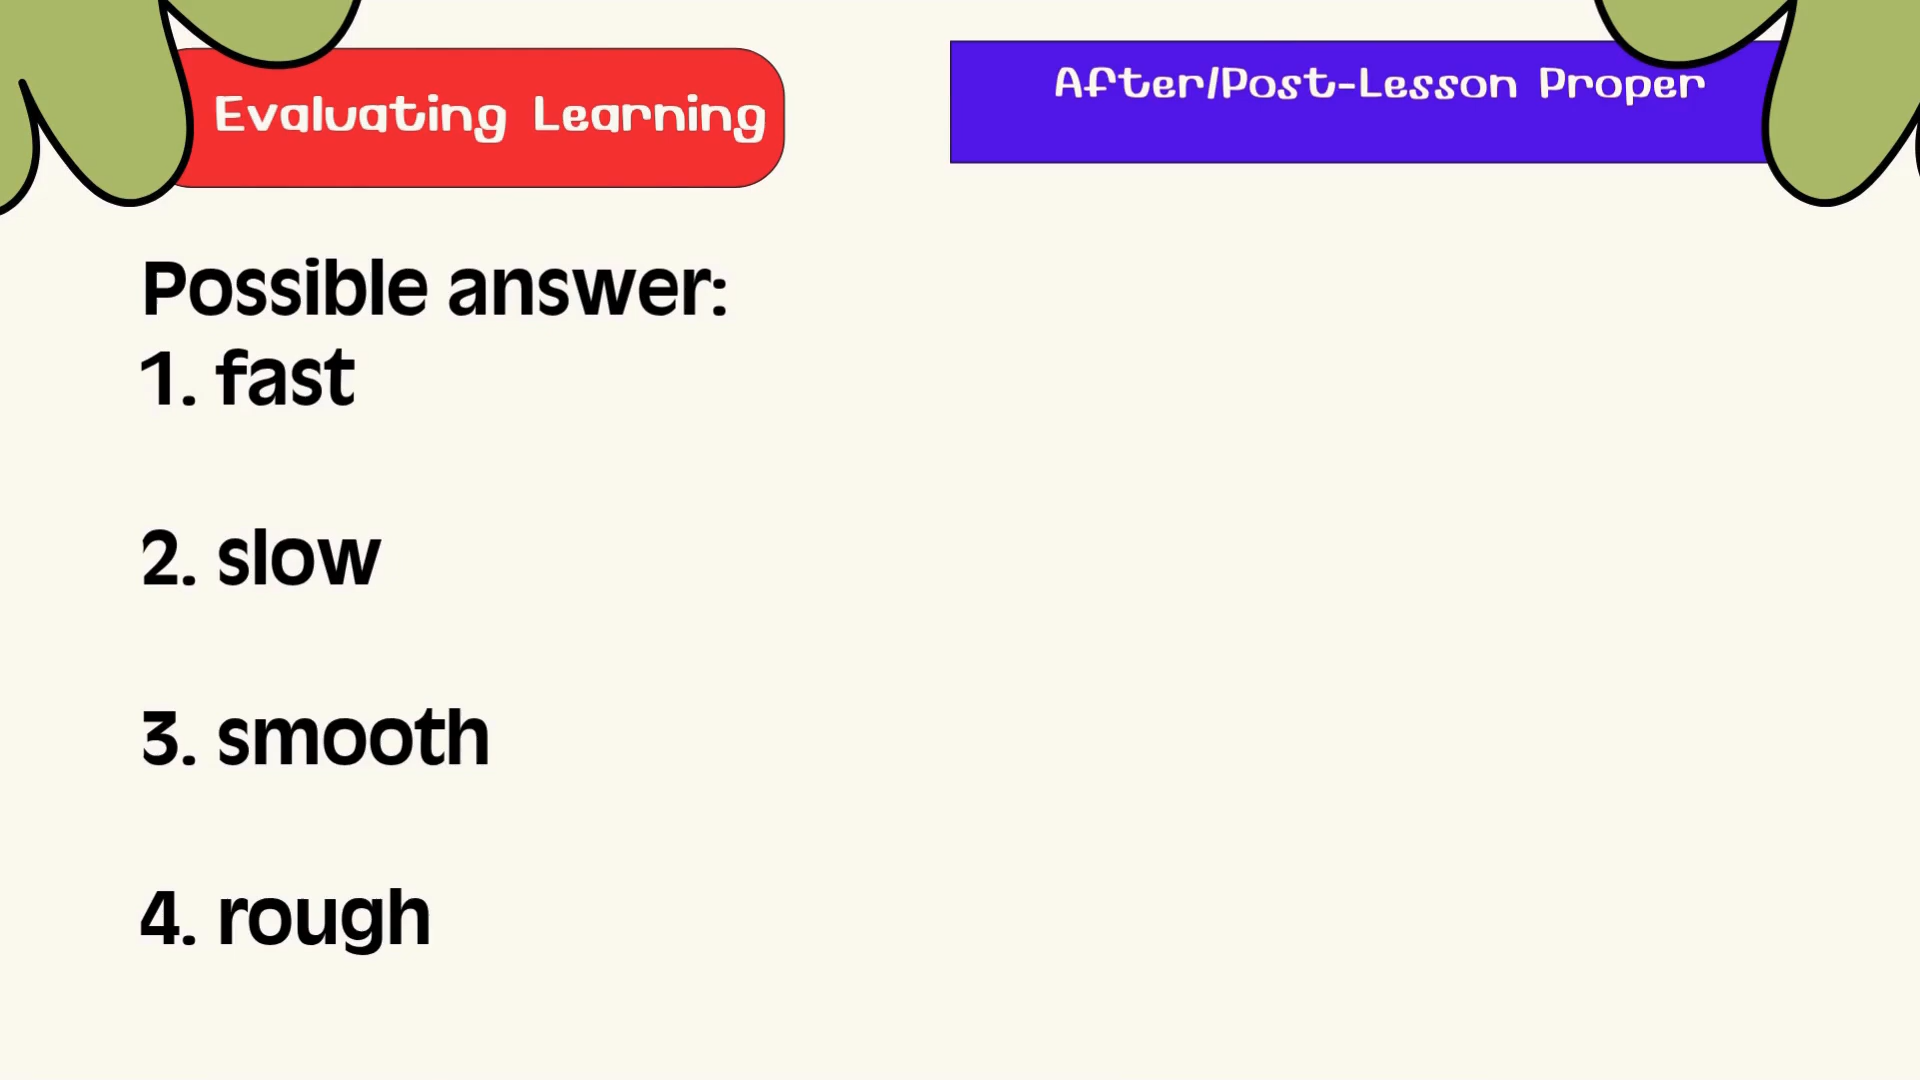 Evaluating Learning
After/Post-Lesson Proper
Possible answer:
1. fast
2. slow
3. smooth
4. rough